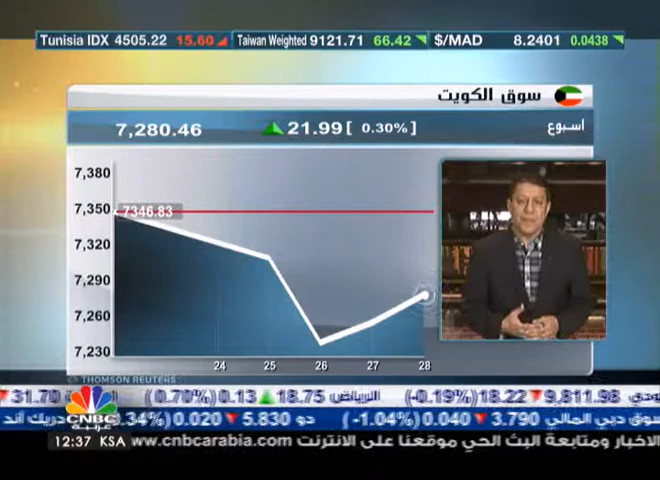 Tunisia IDX 4505.22 15.60 Taiwan Weighted 9121.71 66.42 $/MAD 8.2401 0.0438
سوق الكويت
اسبوع
7,280.46 21.99 [ 0.30%]
7,380
7,350
7346.83
7,320
7,290
7,260
7,230
24 25 26 27 28
© THOMSON REUTERS
(-0.19%) 18.22 9,811.98
الرياض 18.75 0.13 (0.70%)
31.70
سوق دبي المالي 3.790 0.040 (-1.04%)
دو 5.830 0.020
CNBC
عربية
12:37 KSA
الاخبار ومتابعة البث الحي موقعنا على الانترنت www.cnbcarabia.com